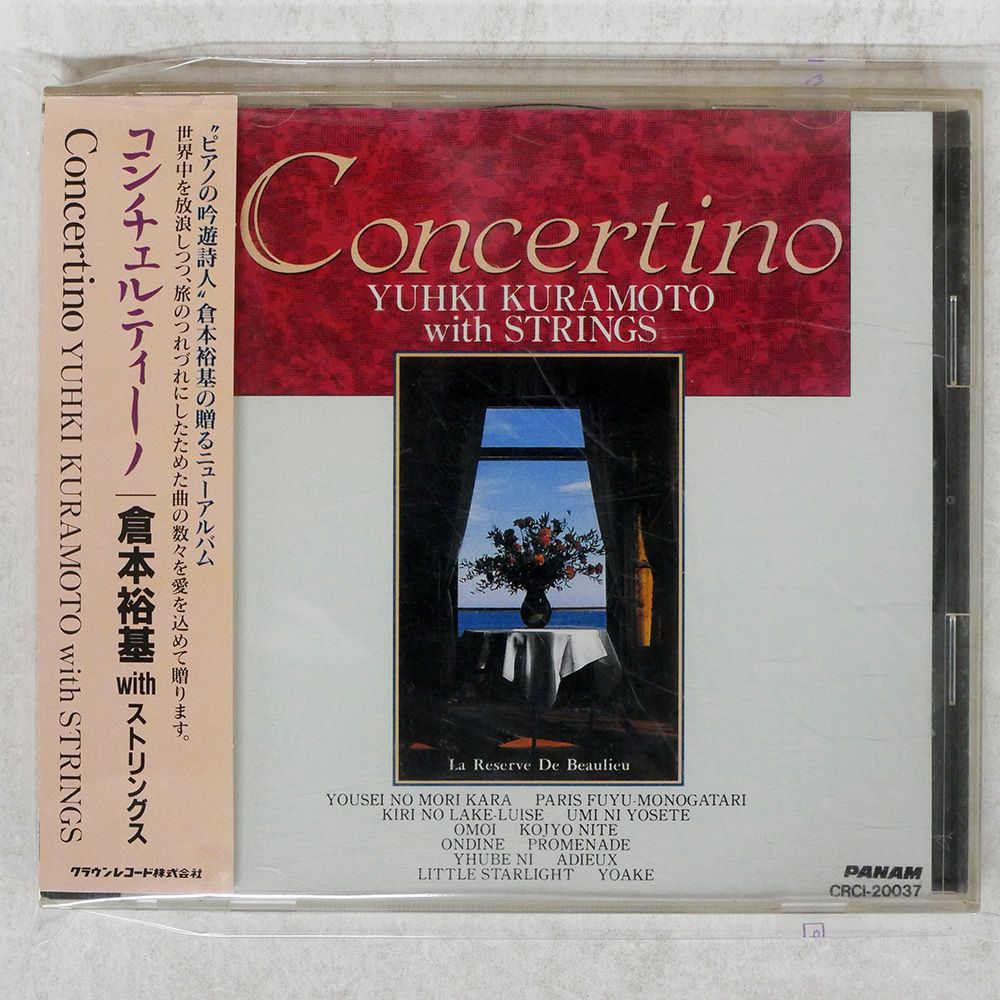 "ピアノの吟遊詩人"倉本裕基の贈るニューアルバム
世界中を放浪しつつ、旅のつれづれにしたためた曲の数々を愛を込めて贈ります。
コンチェルティーノ|倉本裕基 with ストリングス
Concertino YUHKI KURAMOTO with STRINGS
クラウンレコード株式会社
Concertino
YUHKI KURAMOTO
with STRINGS
La Reserve De Beaulieu
YOUSEI NO MORI KARA PARIS FUYU-MONOGATARI
KIRI NO LAKE-LUISE UMI NI YOSETE
OMOI KOJYO NITE
ONDINE PROMENADE
YHUBE NI ADIEUX
LITTLE STARLIGHT YOAKE
PANAM
CRCI-20037